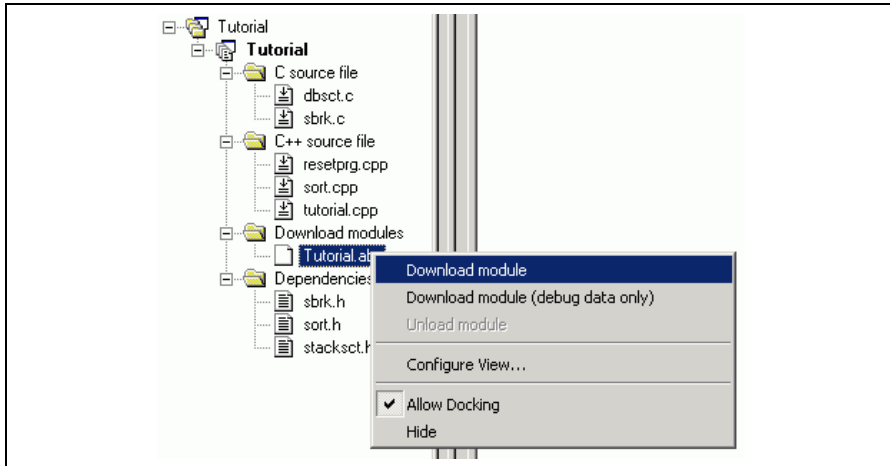 Tutorial
Tutorial
C source file
dbsct.c
sbrk.c
C++ source file
resetprg.cpp
sort.cpp
tutorial.cpp
Download modules
Tutorial.ab
Dependencies
sbrk.h
sort.h
stacksct.h
Download module
Download module (debug data only)
Unload module
Configure View...
Allow Docking
Hide